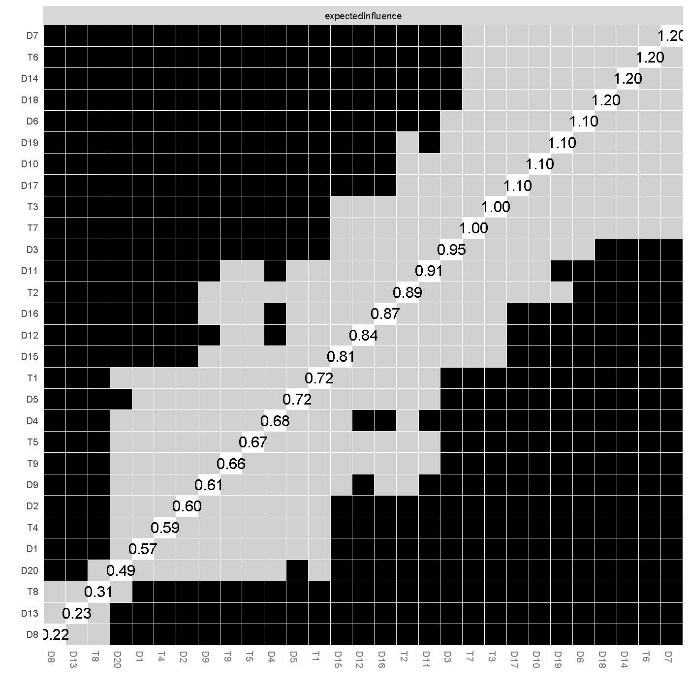 expectedInfluence
D7 1.20
T6 1.20
D14 1.20
D18 1.20
D6 1.10
D19 1.10
D10 1.10
D17 1.10
T3 1.00
T7 1.00
D3 0.95
D11 0.91
T2 0.89
D16 0.87
D12 0.84
D15 0.81
T1 0.72
D5 0.72
D4 0.68
T5 0.67
T9 0.66
D9 0.61
D2 0.60
T4 0.59
D1 0.57
D20 0.49
T8 0.31
D13 0.23
D8 0.22
D8 D13 T8 D20 D1 T4 D2 D9 T9 T5 D4 D5 T1 D15 D12 D16 T2 D11 D3 T7 T3 D17 D10 D19 D6 D18 D14 T6 D7